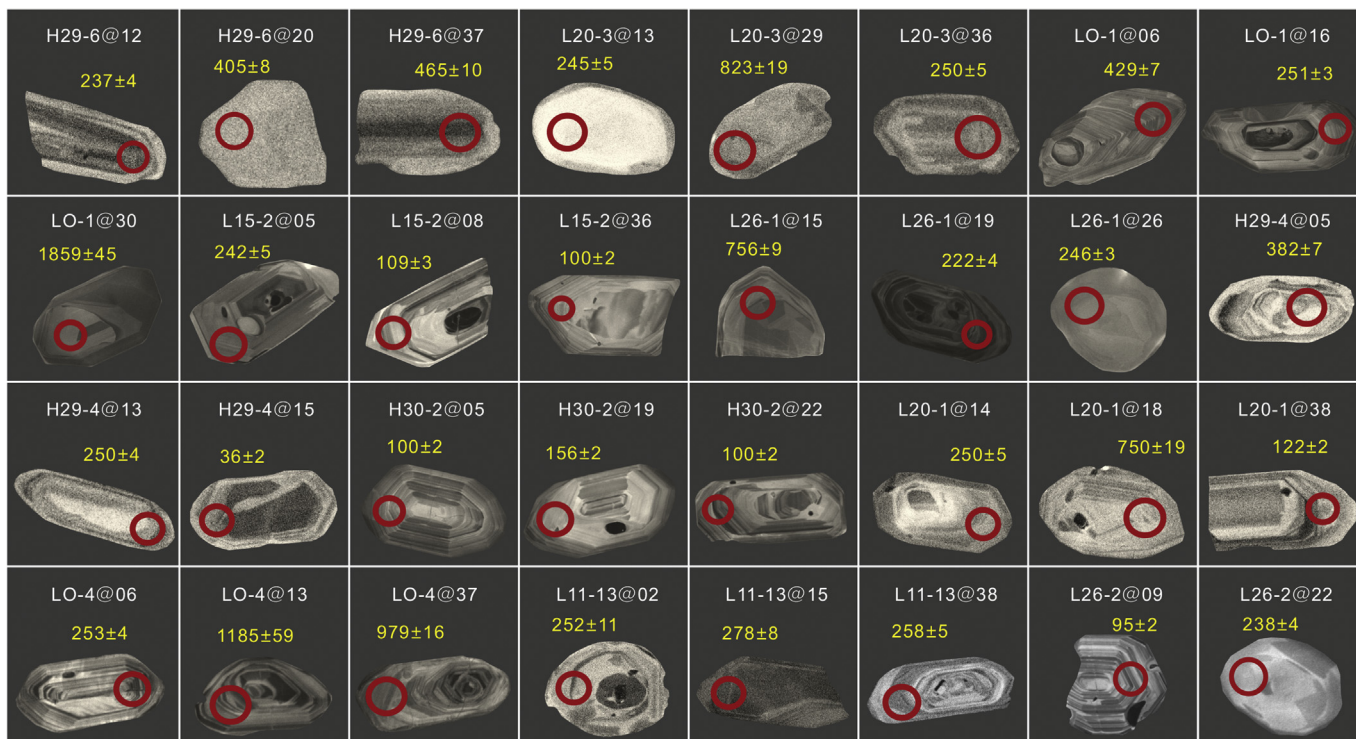 H29-6@12 H29-6@20 H29-6@37 L20-3@13 L20-3@29 L20-3@36 LO-1@06 LO-1@16
237±4 405±8 465±10 245±5 823±19 250±5 429±7 251±3
LO-1@30 L15-2@05 L15-2@08 L15-2@36 L26-1@15 L26-1@19 L26-1@26 H29-4@05
1859±45 242±5 109±3 100±2 756±9 222±4 246±3 382±7
H29-4@13 H29-4@15 H30-2@05 H30-2@19 H30-2@22 L20-1@14 L20-1@18 L20-1@38
250±4 36±2 100±2 156±2 100±2 250±5 750±19 122±2
LO-4@06 LO-4@13 LO-4@37 L11-13@02 L11-13@15 L11-13@38 L26-2@09 L26-2@22
253±4 1185±59 979±16 252±11 278±8 258±5 95±2 238±4